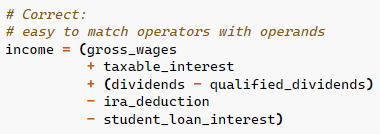 # Correct:
# easy to match operators with operands
income = (gross_wages
          + taxable_interest
          + (dividends - qualified_dividends)
          - ira_deduction
          - student_loan_interest)